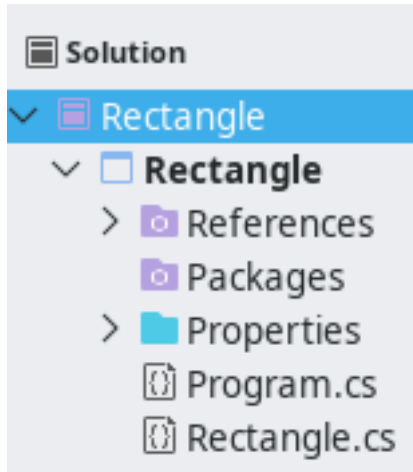 Solution
Rectangle
Rectangle
References
Packages
Properties
Program.cs
Rectangle.cs